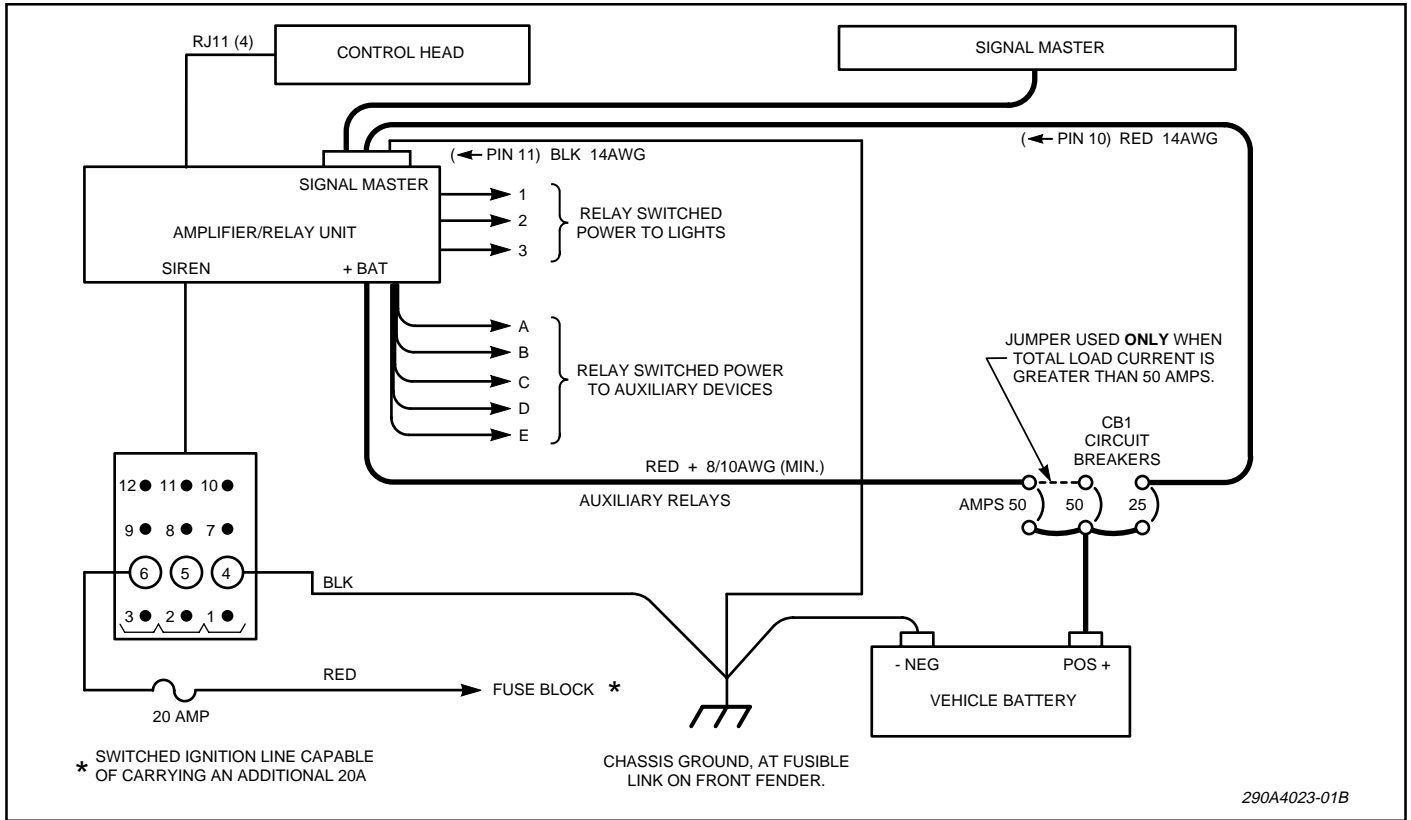 RJ11 (4)
CONTROL HEAD
SIGNAL MASTER
(← PIN 10) RED 14AWG
(← PIN 11) BLK 14AWG
SIGNAL MASTER
AMPLIFIER/RELAY UNIT
SIREN
+ BAT
1
2
3
RELAY SWITCHED
POWER TO LIGHTS
A
B
C
D
E
RELAY SWITCHED POWER
TO AUXILIARY DEVICES
JUMPER USED ONLY WHEN
TOTAL LOAD CURRENT IS
GREATER THAN 50 AMPS.
CB1
CIRCUIT
BREAKERS
RED + 8/10AWG (MIN.)
AUXILIARY RELAYS
AMPS 50
50
25
12 ● 11 ● 10 ●
9 ● 8 ● 7 ●
6 5 4
3 ● 2 ● 1 ●
BLK
RED
20 AMP
FUSE BLOCK *
- NEG
POS +
VEHICLE BATTERY
* SWITCHED IGNITION LINE CAPABLE
OF CARRYING AN ADDITIONAL 20A
CHASSIS GROUND, AT FUSIBLE
LINK ON FRONT FENDER.
290A4023-01B